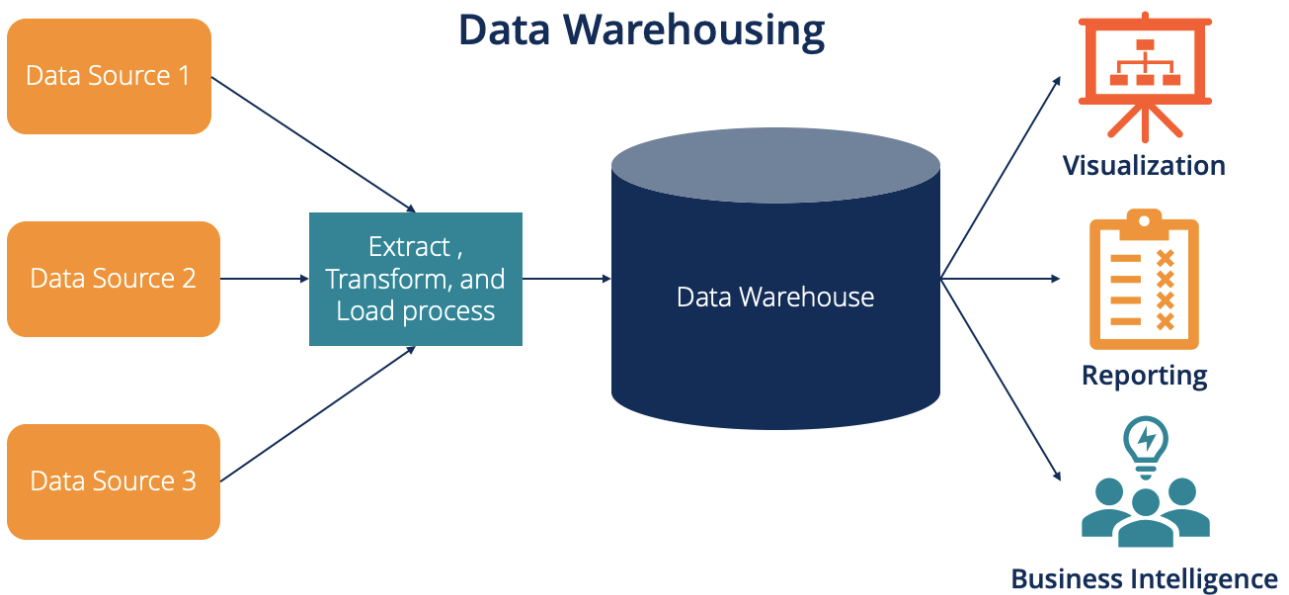 Data Warehousing
Data Source 1
Data Source 2
Data Source 3
Extract ,
Transform, and
Load process
Data Warehouse
Visualization
Reporting
Business Intelligence